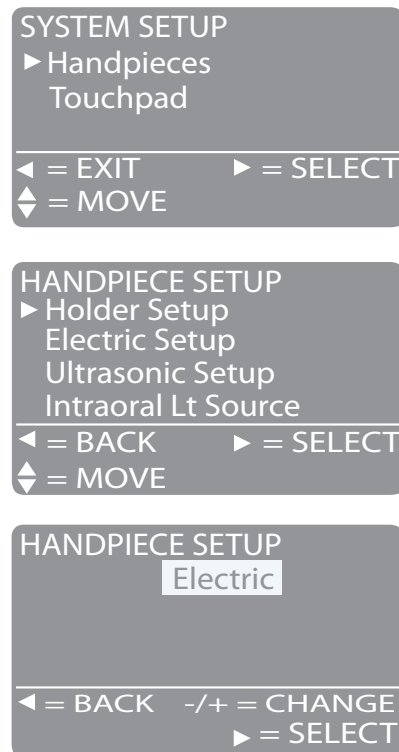 SYSTEM SETUP
▶Handpieces
Touchpad
◀ = EXIT ▶ = SELECT
▲▼ = MOVE
HANDPIECE SETUP
▶ Holder Setup
Electric Setup
Ultrasonic Setup
Intraoral Lt Source
◀ = BACK ▶ = SELECT
▲▼ = MOVE
HANDPIECE SETUP
Electric
◀ = BACK -/+ = CHANGE
▶ = SELECT